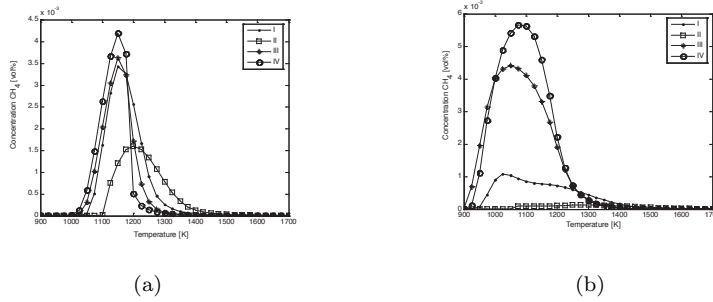 x 10⁻³
Concentration CH₄ [vol%]
4.5
4
3.5
3
2.5
2
1.5
1
0.5
0
900 1000 1100 1200 1300 1400 1500 1600 1700
Temperature [K]
I
II
III
IV
(a)
x 10⁻³
Concentration CH₄ [vol%]
6
5
4
3
2
1
0
900 1000 1100 1200 1300 1400 1500 1600 1700
Temperature [K]
I
II
III
IV
(b)